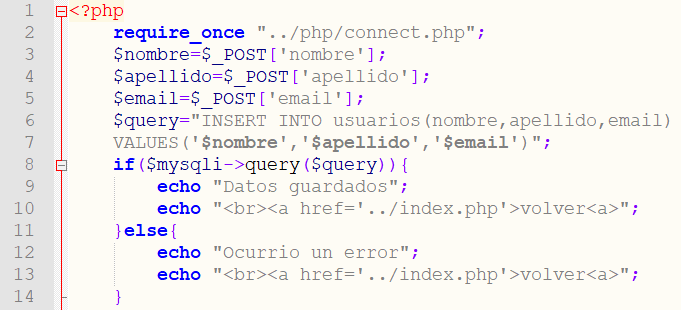 1 <?php
2     require_once "../php/connect.php";
3     $nombre=$_POST['nombre'];
4     $apellido=$_POST['apellido'];
5     $email=$_POST['email'];
6     $query="INSERT INTO usuarios(nombre,apellido,email)
7     VALUES('$nombre','$apellido','$email')";
8     if($mysqli->query($query)){
9         echo "Datos guardados";
10         echo "<br><a href='../index.php'>volver<a>";
11     }else{
12         echo "Ocurrio un error";
13         echo "<br><a href='../index.php'>volver<a>";
14     }